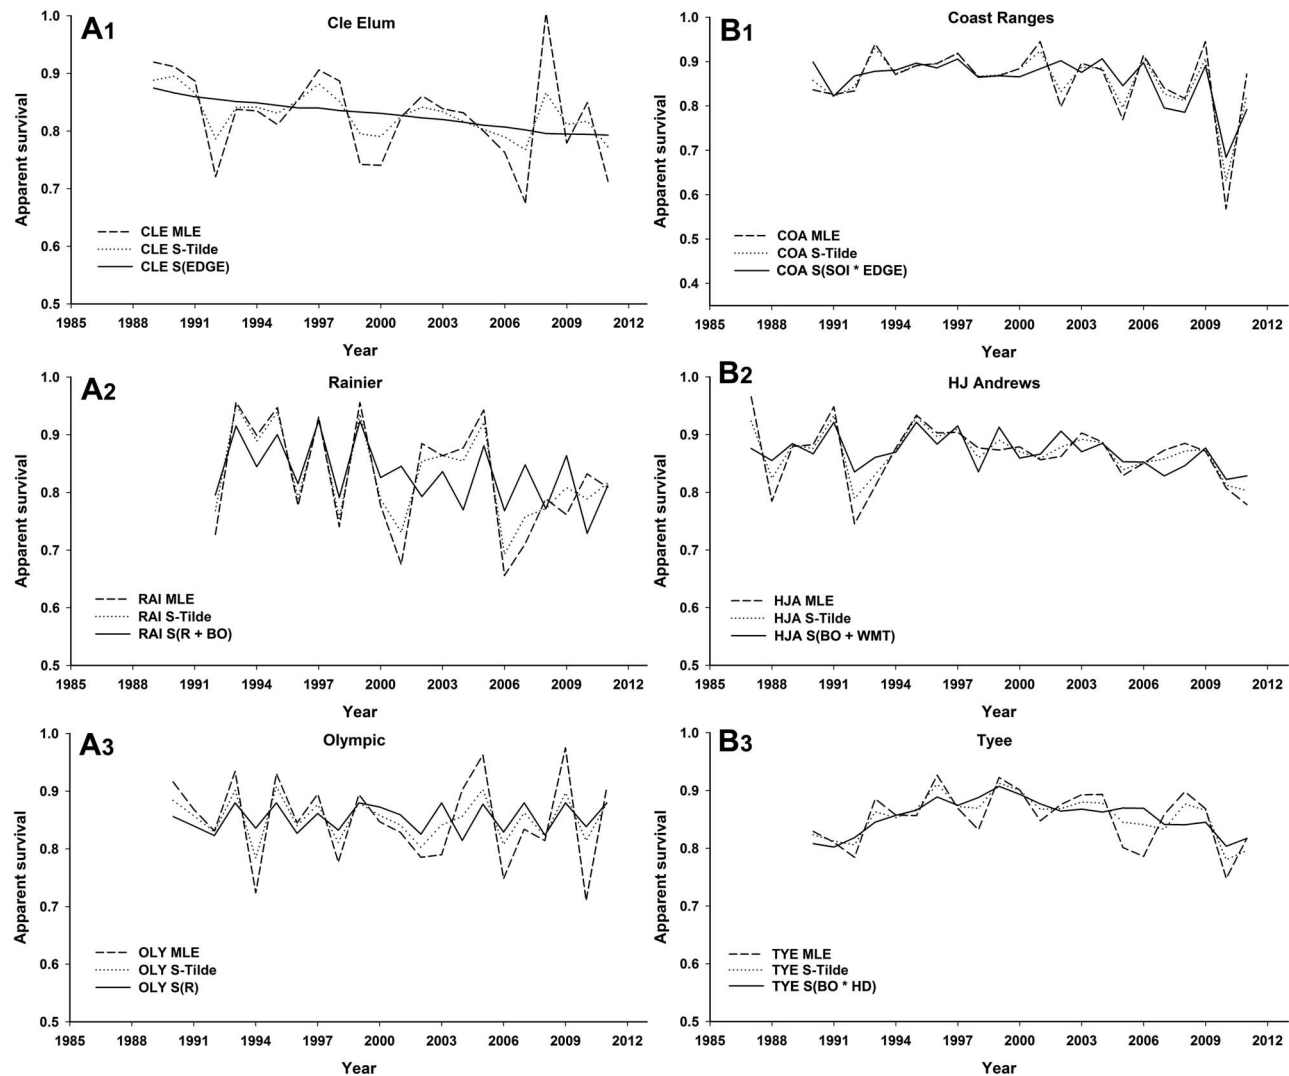 A1
Cle Elum
1.0
0.9
0.8
0.7
0.6
0.5
Apparent survival
CLE MLE
CLE S-Tilde
CLE S(EDGE)
1985 1988 1991 1994 1997 2000 2003 2006 2009 2012
Year
B1
Coast Ranges
1.0
0.9
0.8
0.7
0.6
0.5
0.4
Apparent survival
COA MLE
COA S-Tilde
COA S(SOI * EDGE)
1985 1988 1991 1994 1997 2000 2003 2006 2009 2012
Year
A2
Rainier
1.0
0.9
0.8
0.7
0.6
0.5
Apparent survival
RAI MLE
RAI S-Tilde
RAI S(R + BO)
1985 1988 1991 1994 1997 2000 2003 2006 2009 2012
Year
B2
HJ Andrews
1.0
0.9
0.8
0.7
0.6
0.5
Apparent survival
HJA MLE
HJA S-Tilde
HJA S(BO + WMT)
1985 1988 1991 1994 1997 2000 2003 2006 2009 2012
Year
A3
Olympic
1.0
0.9
0.8
0.7
0.6
0.5
Apparent survival
OLY MLE
OLY S-Tilde
OLY S(R)
1985 1988 1991 1994 1997 2000 2003 2006 2009 2012
Year
B3
Tyee
1.0
0.9
0.8
0.7
0.6
0.5
Apparent survival
TYE MLE
TYE S-Tilde
TYE S(BO * HD)
1985 1988 1991 1994 1997 2000 2003 2006 2009 2012
Year